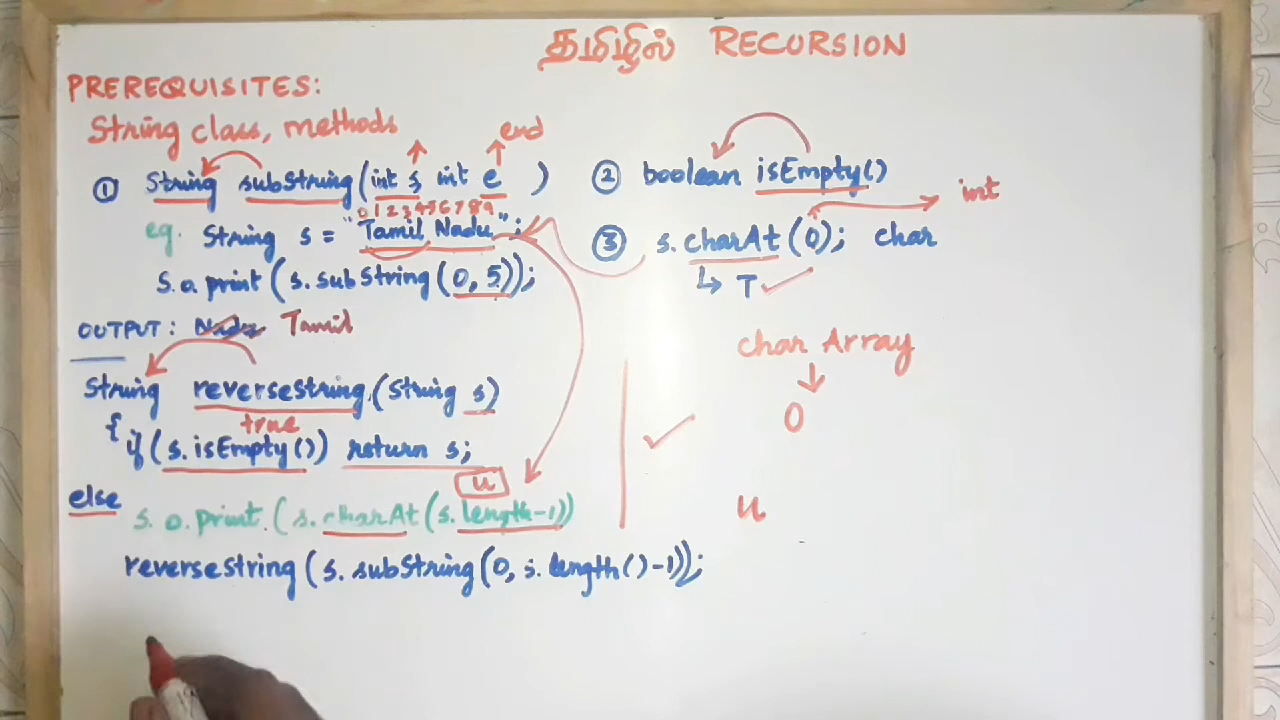 தமிழில் RECURSION
PREREQUISITES:
String class, methods
end
① String subString (int s int e )
0 1 2 3 4 5 6 7 8 9
eg. String s = "Tamil Nadu";
S.o.print (s.subString (0, 5));
OUTPUT: Nadu Tamil
String reversestring (String s)
true
{ if (s.isEmpty()) return s;
u
else s.o.print (s.charAt (s.length-1))
reversestring (s.subString (0, s.length()-1));
② boolean isEmpty()
int
③ s.charAt (0); char
T
char Array
0
u